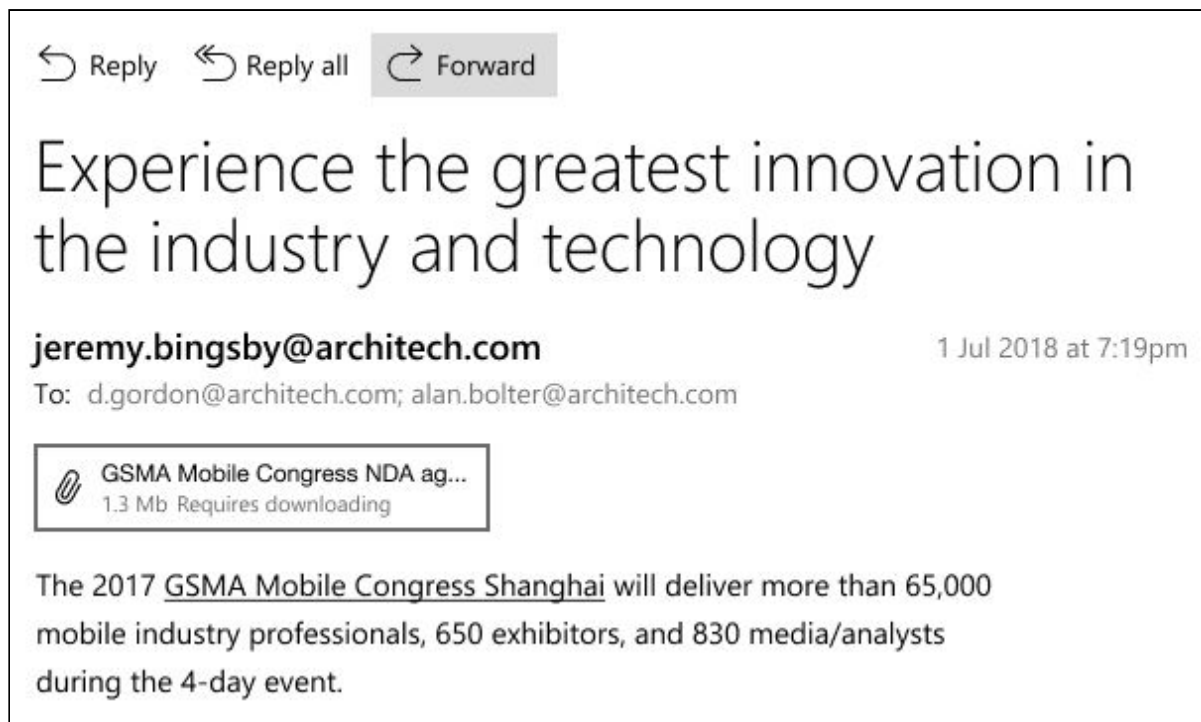 Reply Reply all Forward
Experience the greatest innovation in
the industry and technology
jeremy.bingsby@architech.com 1 Jul 2018 at 7:19pm
To: d.gordon@architech.com; alan.bolter@architech.com
GSMA Mobile Congress NDA ag...
1.3 Mb Requires downloading
The 2017 GSMA Mobile Congress Shanghai will deliver more than 65,000
mobile industry professionals, 650 exhibitors, and 830 media/analysts
during the 4-day event.